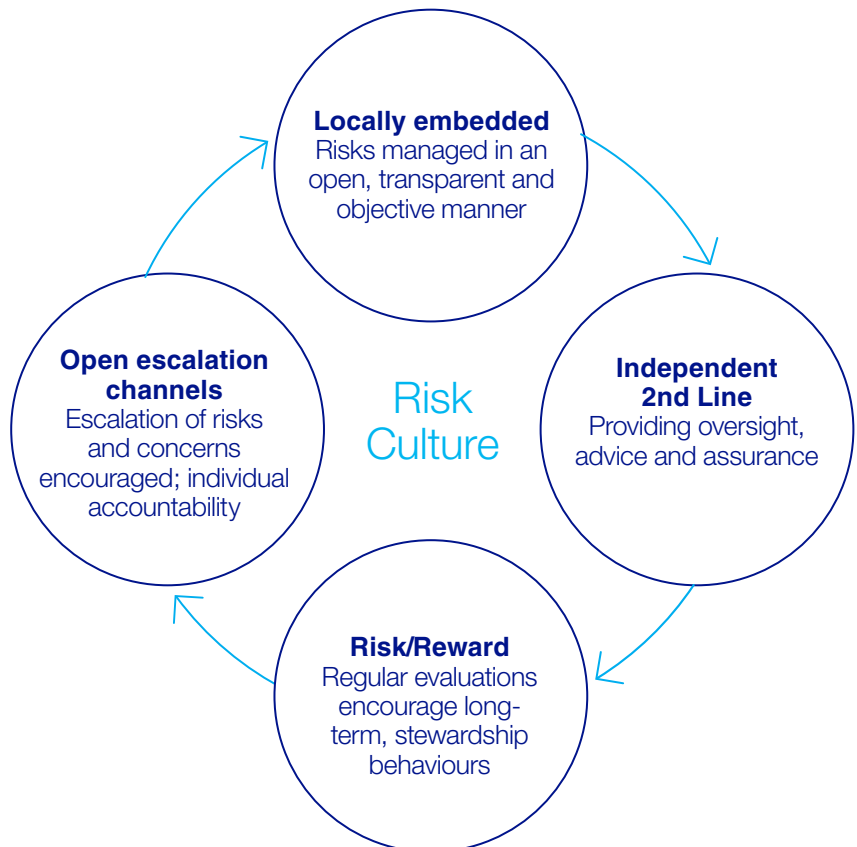 Locally embedded
Risks managed in an
open, transparent and
objective manner
Open escalation
channels
Escalation of risks
and concerns
encouraged; individual
accountability
Risk
Culture
Independent
2nd Line
Providing oversight,
advice and assurance
Risk/Reward
Regular evaluations
encourage long-
term, stewardship
behaviours